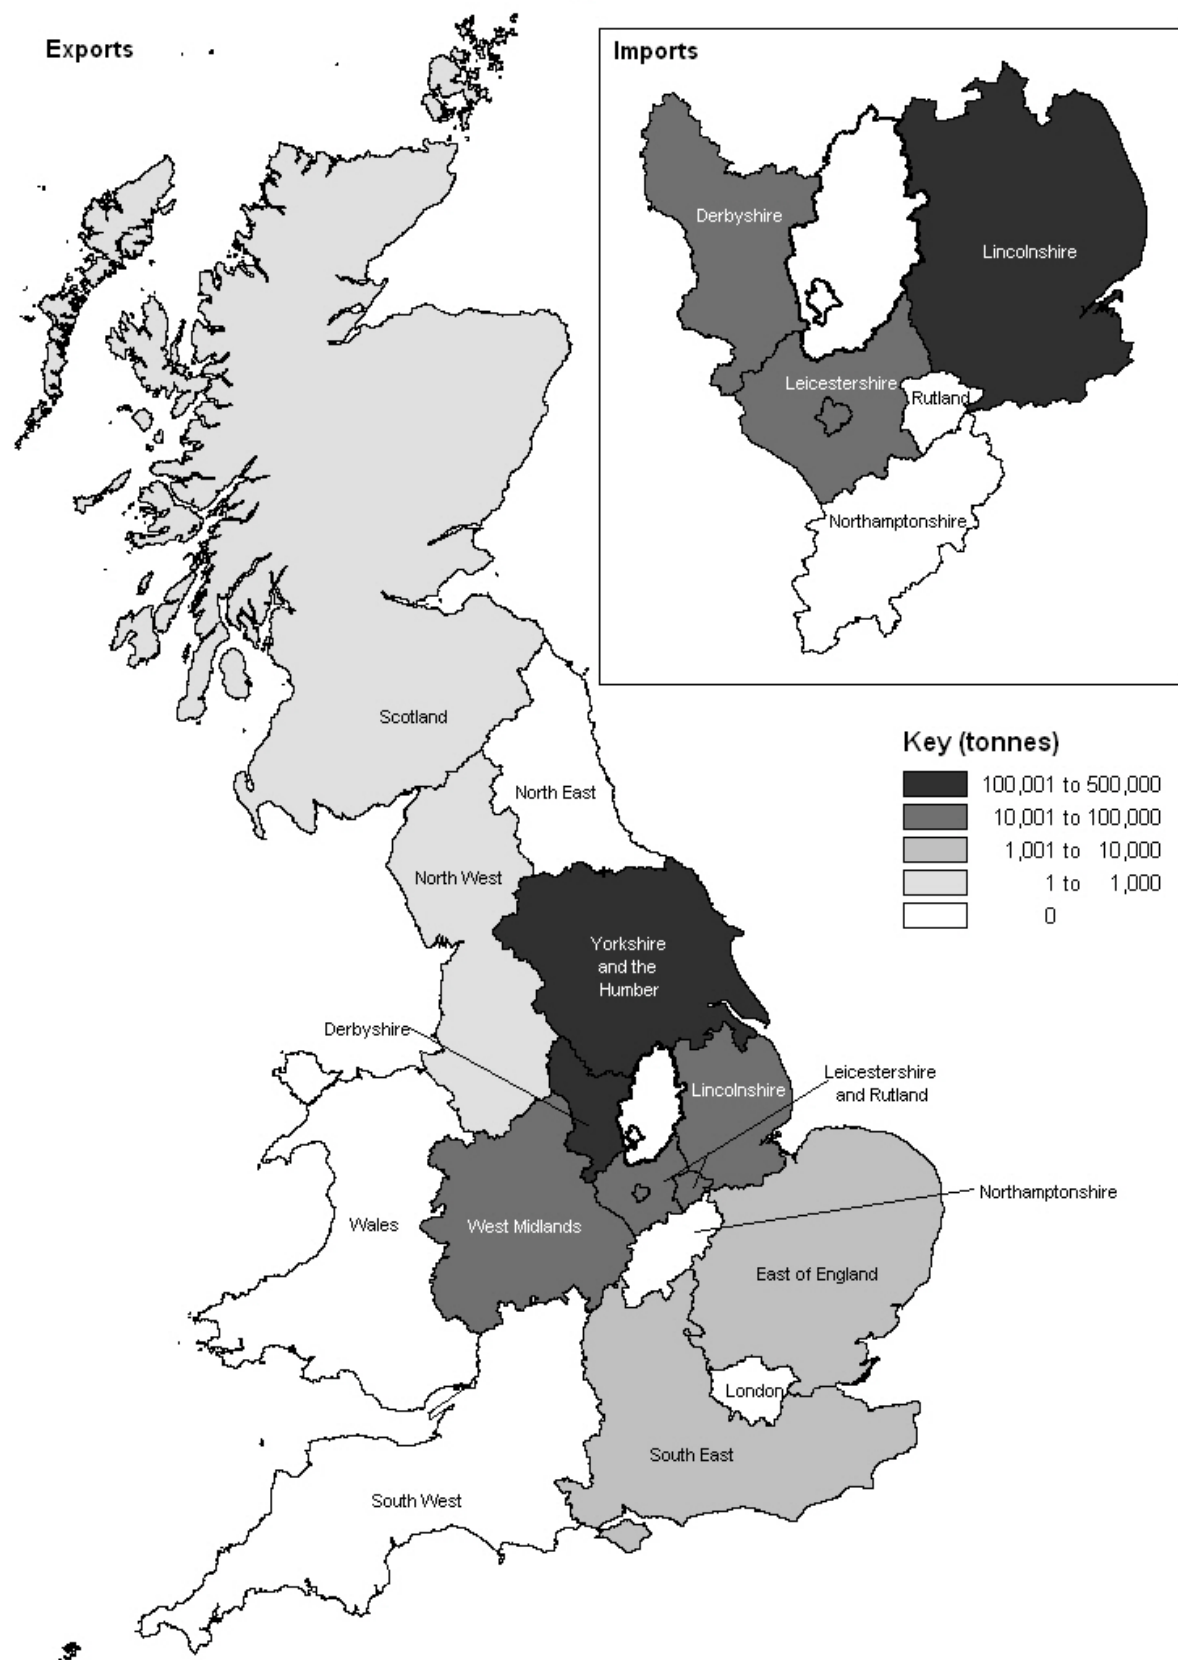 Exports
Imports
Derbyshire
Lincolnshire
Leicestershire
Rutland
Northamptonshire
Scotland
Key (tonnes)
100,001 to 500,000
10,001 to 100,000
1,001 to 10,000
1 to 1,000
0
North East
North West
Yorkshire
and the
Humber
Derbyshire
Lincolnshire
Leicestershire
and Rutland
Northamptonshire
Wales
West Midlands
East of England
London
South East
South West